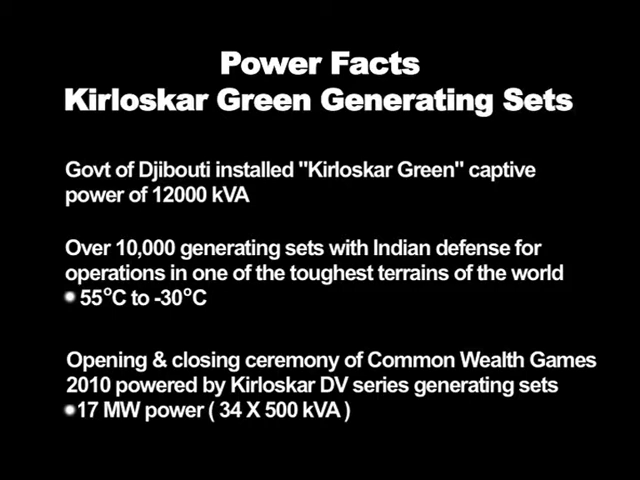 Power Facts
Kirloskar Green Generating Sets
Govt of Djibouti installed "Kirloskar Green" captive
power of 12000 kVA
Over 10,000 generating sets with Indian defense for
operations in one of the toughest terrains of the world
• 55°C to -30°C
Opening & closing ceremony of Common Wealth Games
2010 powered by Kirloskar DV series generating sets
•17 MW power ( 34 X 500 kVA )